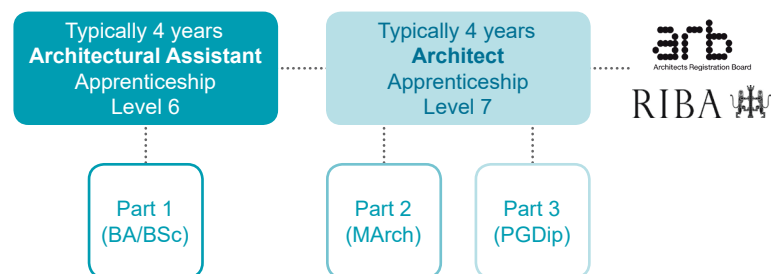 Typically 4 years
Architectural Assistant
Apprenticeship
Level 6
Typically 4 years
Architect
Apprenticeship
Level 7
arb
Architects Registration Board
RIBA
Part 1
(BA/BSc)
Part 2
(MArch)
Part 3
(PGDip)